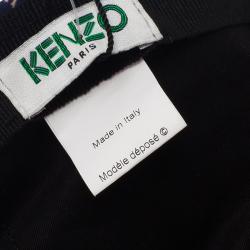 KENZO
PARIS
Made in Italy
Modèle déposé ©